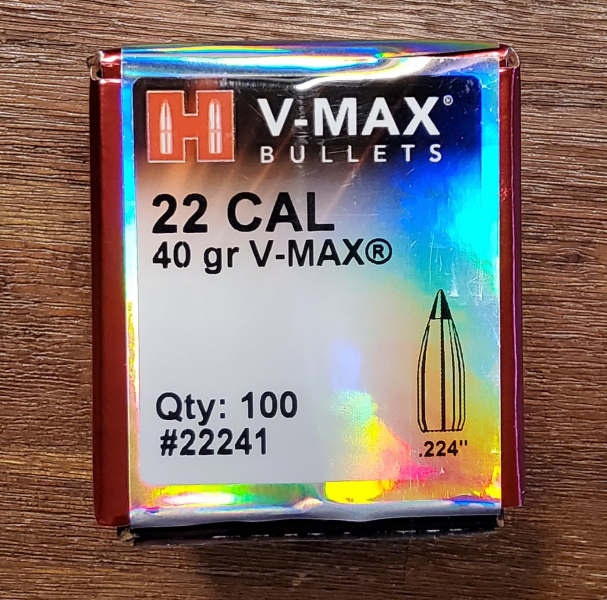 H V-MAX®
BULLETS
22 CAL
40 gr V-MAX®
Qty: 100
#22241
.224"